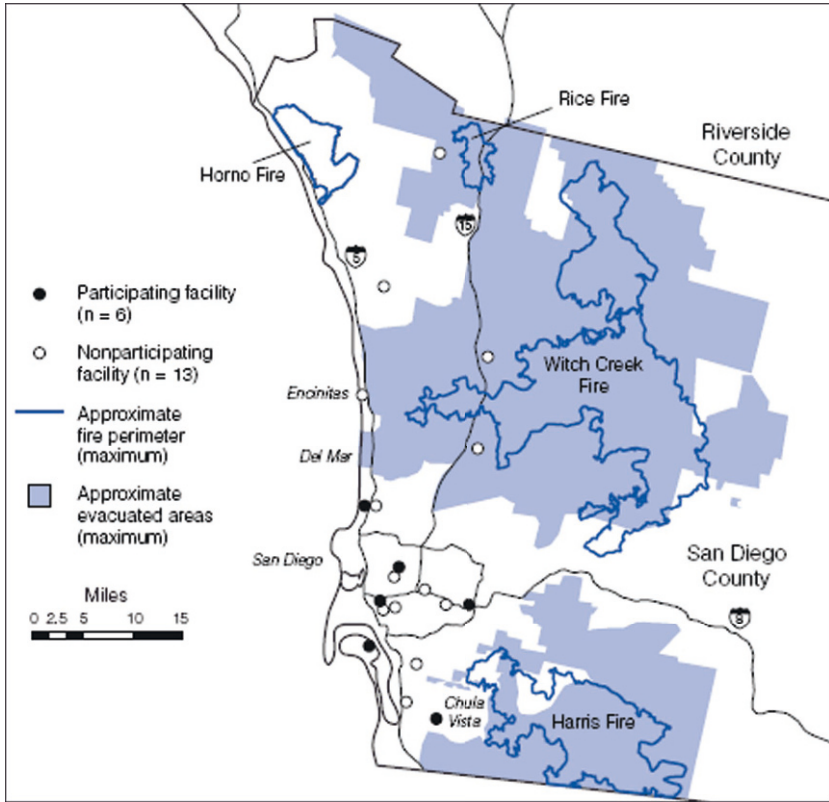 Rice Fire
Riverside
County
Horno Fire
15
5
Participating facility
(n = 6)
Nonparticipating
facility (n = 13)
Witch Creek
Fire
Encinitas
Approximate
fire perimeter
(maximum)
Del Mar
Approximate
evacuated areas
(maximum)
San Diego
San Diego
County
Miles
0 2.5 5 10 15
8
Chula
Vista
Harris Fire